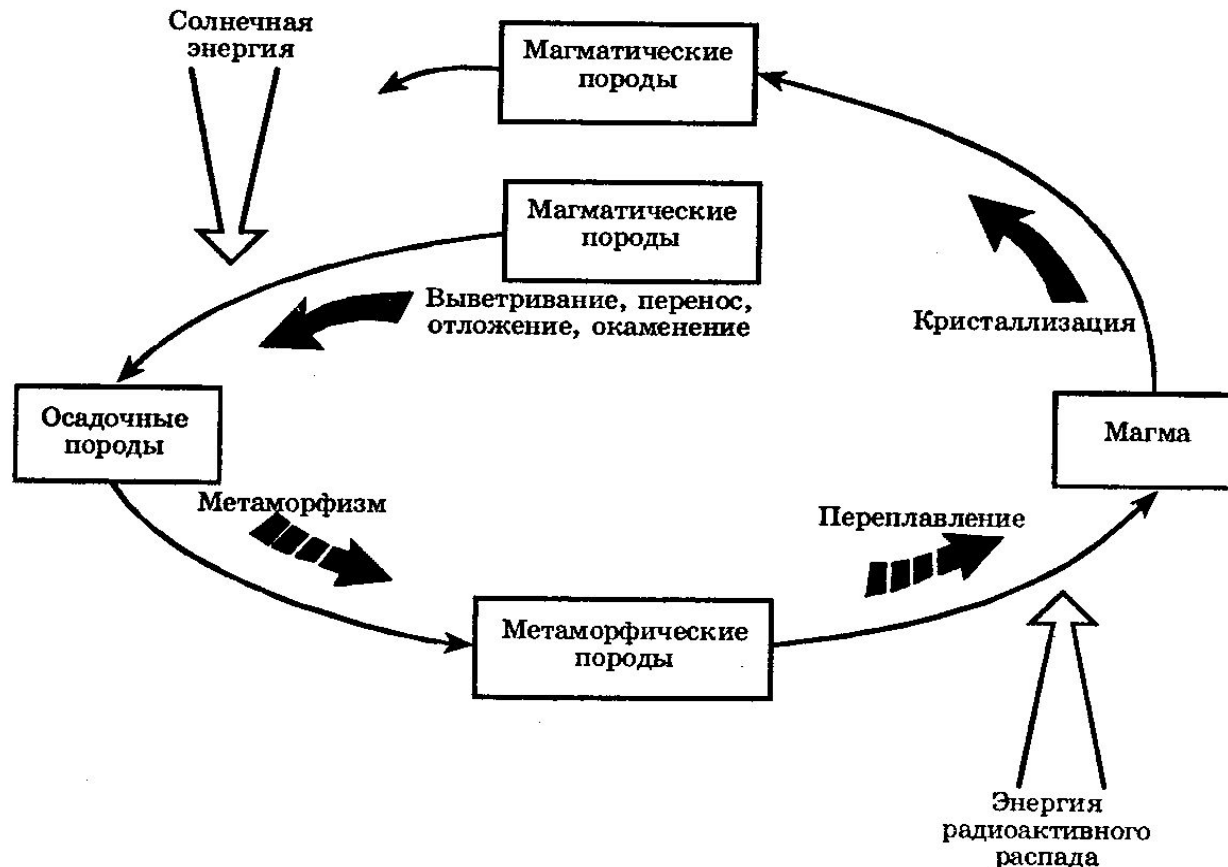 Солнечная
энергия
Магматические
породы
Магматические
породы
Выветривание, перенос,
отложение, окаменение
Кристаллизация
Осадочные
породы
Магма
Метаморфизм
Переплавление
Метаморфические
породы
Энергия
радиоактивного
распада